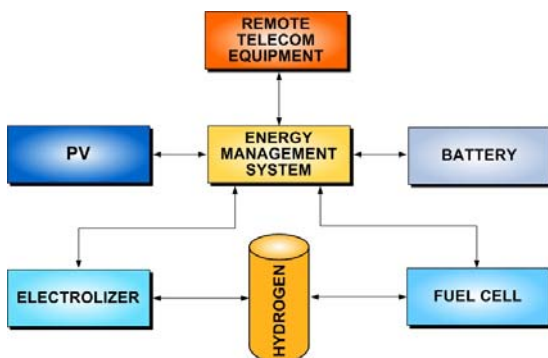 REMOTE
TELECOM
EQUIPMENT
PV
ENERGY
MANAGEMENT
SYSTEM
BATTERY
ELECTROLIZER
HYDROGEN
FUEL CELL